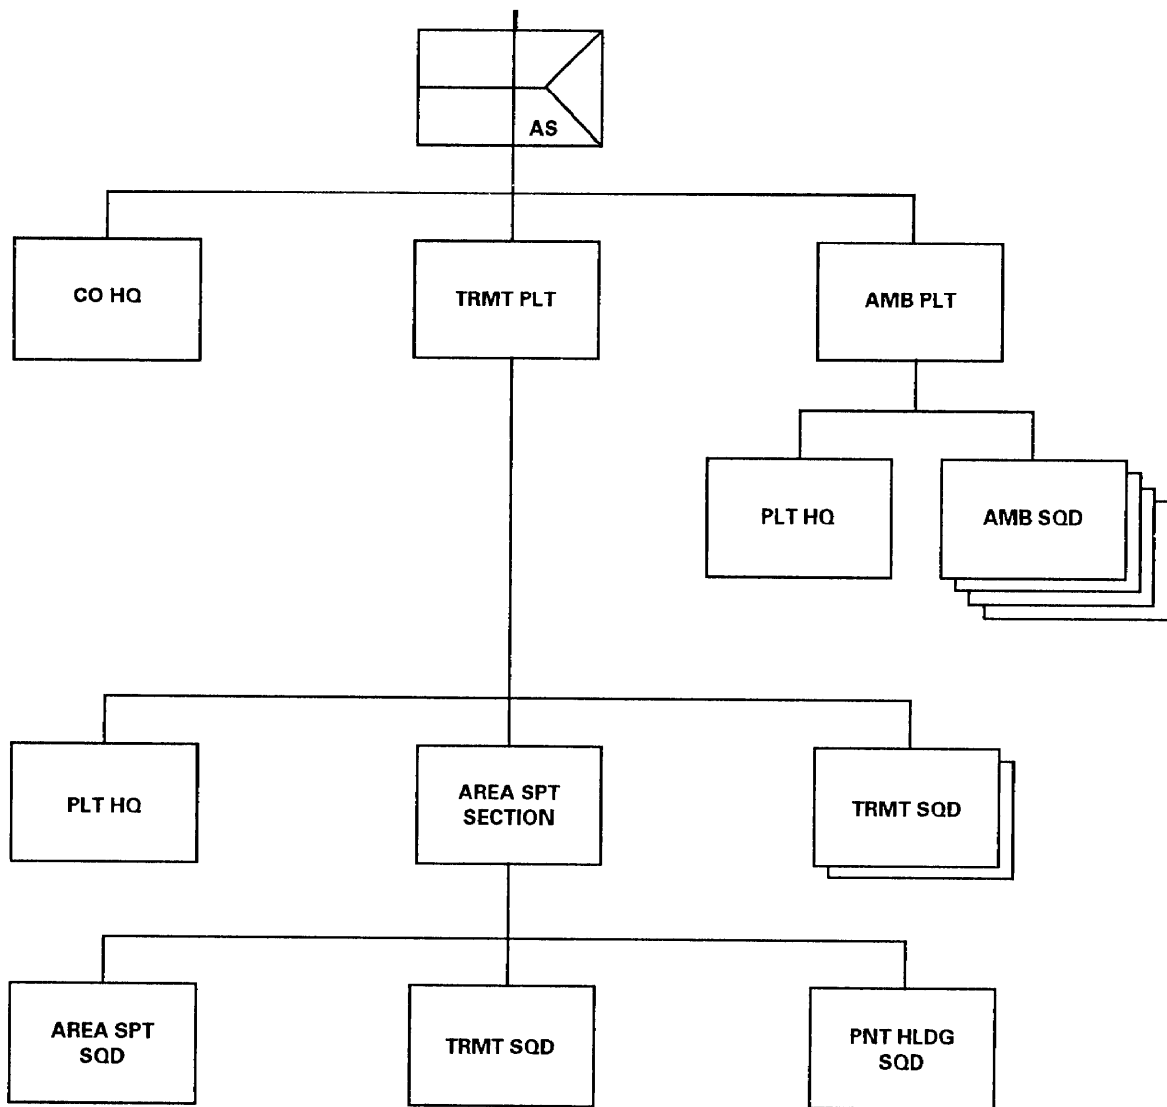 AS
CO HQ
TRMT PLT
AMB PLT
PLT HQ
AMB SQD
PLT HQ
AREA SPT
SECTION
TRMT SQD
AREA SPT
SQD
TRMT SQD
PNT HLDG
SQD